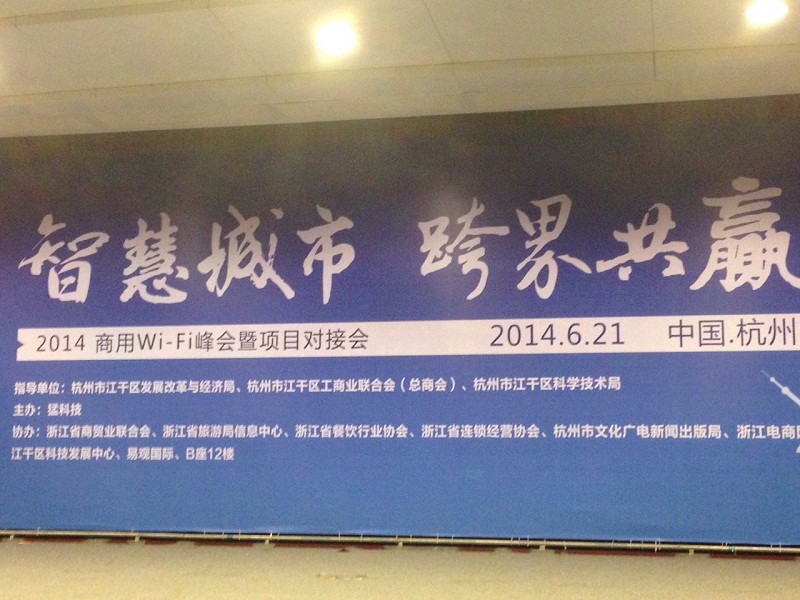 智慧城市 跨界共赢
2014 商用Wi-Fi峰会暨项目对接会 2014.6.21 中国.杭州
指导单位：杭州市江干区发展改革与经济局、杭州市江干区工商业联合会（总商会）、杭州市江干区科学技术局
主办：猛科技
协办：浙江省商贸业联合会、浙江省旅游局信息中心、浙江省餐饮行业协会、浙江省连锁经营协会、杭州市文化广电新闻出版局、浙江电商
江干区科技发展中心、易观国际、B座12楼